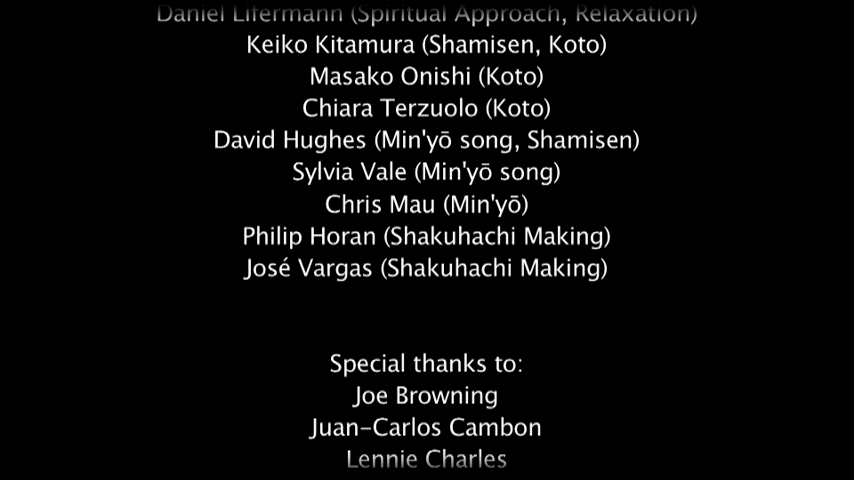 Daniel Lifermann (Spiritual Approach, Relaxation)
Keiko Kitamura (Shamisen, Koto)
Masako Onishi (Koto)
Chiara Terzuolo (Koto)
David Hughes (Min'yō song, Shamisen)
Sylvia Vale (Min'yō song)
Chris Mau (Min'yō)
Philip Horan (Shakuhachi Making)
José Vargas (Shakuhachi Making)
Special thanks to:
Joe Browning
Juan-Carlos Cambon
Lennie Charles